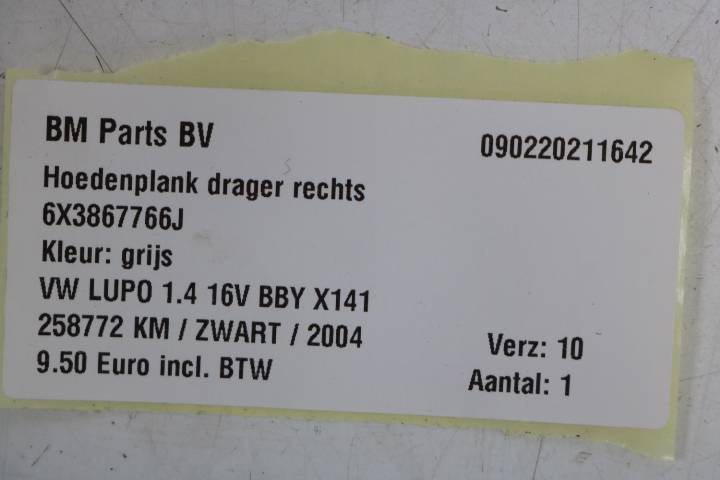 BM Parts BV
090220211642
Hoedenplank drager rechts
6X3867766J
Kleur: grijs
VW LUPO 1.4 16V BBY X141
258772 KM / ZWART / 2004
9.50 Euro incl. BTW
Verz: 10
Aantal: 1